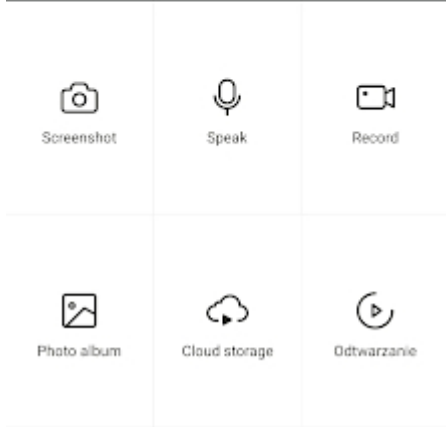 Screenshot
Speak
Record
Photo album
Cloud storage
Odtwarzanie